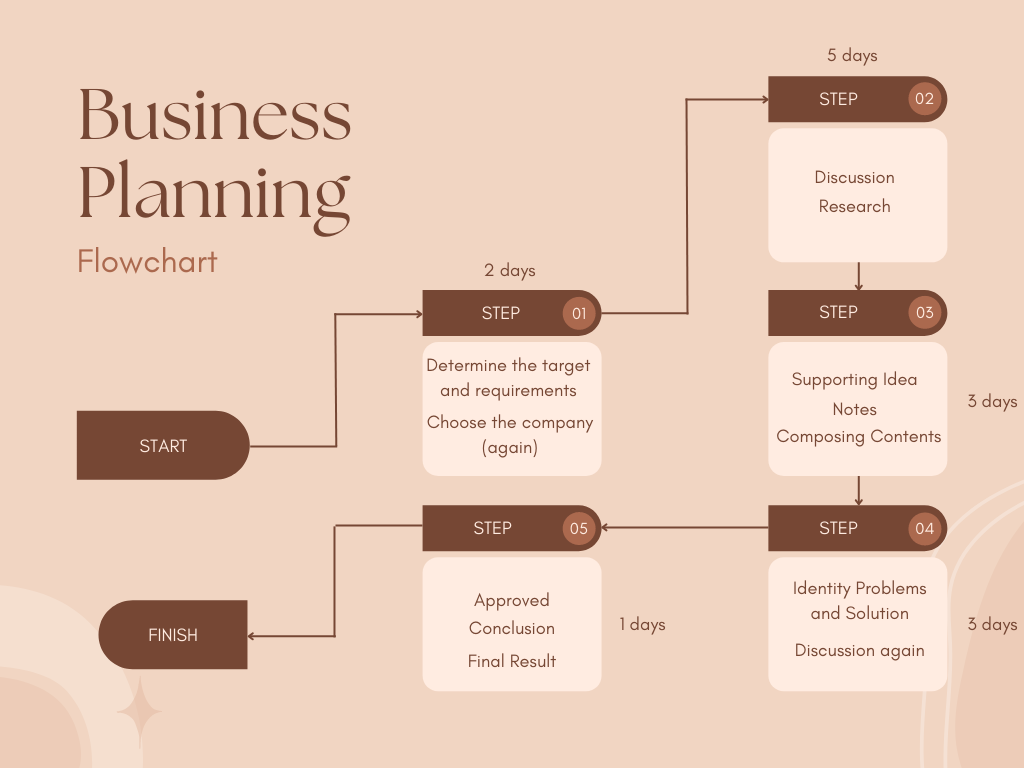 Business
Planning
Flowchart
START
2 days
STEP 01
Determine the target
and requirements
Choose the company
(again)
5 days
STEP 02
Discussion
Research
STEP 03
Supporting Idea
Notes
Composing Contents
3 days
STEP 04
Identity Problems
and Solution
Discussion again
3 days
STEP 05
Approved
Conclusion
Final Result
1 days
FINISH